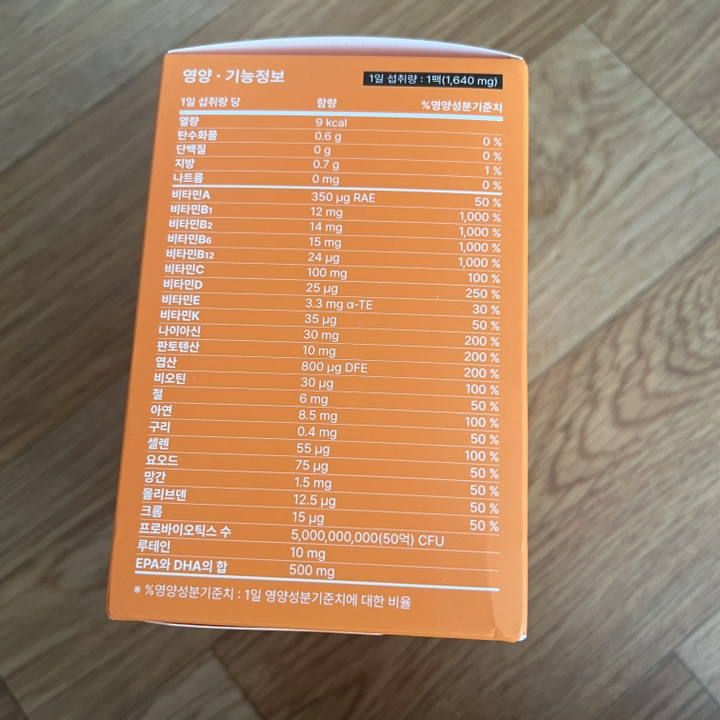 영양 · 기능정보
1일 섭취량 : 1팩(1,640 mg)
1일 섭취량 당 함량 %영양성분기준치
열량 9 kcal
탄수화물 0.6 g 0 %
단백질 0 g 0 %
지방 0.7 g 1 %
나트륨 0 mg 0 %
비타민A 350 µg RAE 50 %
비타민B1 12 mg 1,000 %
비타민B2 14 mg 1,000 %
비타민B6 15 mg 1,000 %
비타민B12 24 µg 1,000 %
비타민C 100 mg 100 %
비타민D 25 µg 250 %
비타민E 3.3 mg α-TE 30 %
비타민K 35 µg 50 %
나이아신 30 mg 200 %
판토텐산 10 mg 200 %
엽산 800 µg DFE 200 %
비오틴 30 µg 100 %
철 6 mg 50 %
아연 8.5 mg 100 %
구리 0.4 mg 50 %
셀렌 55 µg 100 %
요오드 75 µg 50 %
망간 1.5 mg 50 %
몰리브덴 12.5 µg 50 %
크롬 15 µg 50 %
프로바이오틱스 수 5,000,000,000(50억) CFU
루테인 10 mg
EPA와 DHA의 합 500 mg
※ %영양성분기준치 : 1일 영양성분기준치에 대한 비율